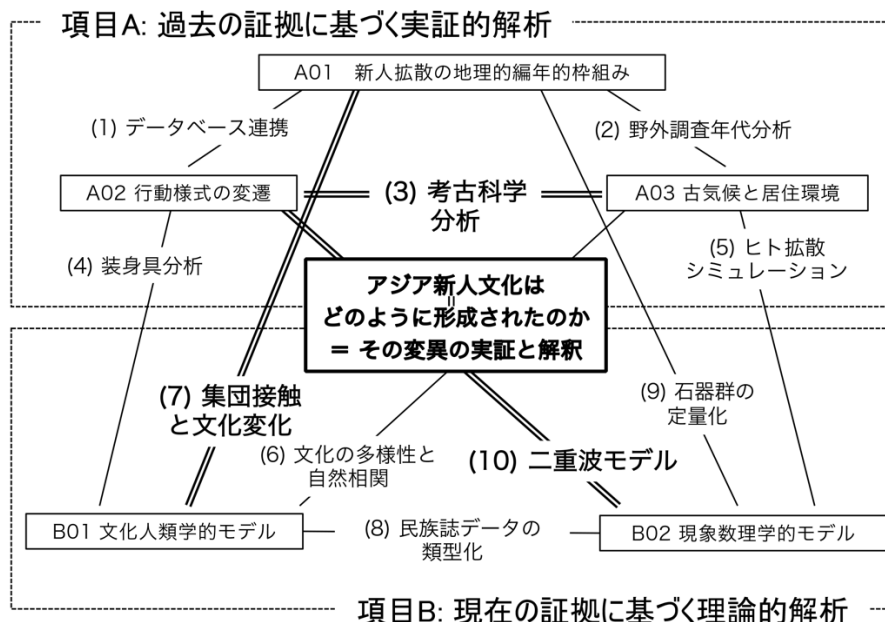 項目A: 過去の証拠に基づく実証的解析
A01 新人拡散の地理的編年的枠組み
(1) データベース連携
(2) 野外調査年代分析
A02 行動様式の変遷
(3) 考古科学
分析
A03 古気候と居住環境
(4) 装身具分析
(5) ヒト拡散
シミュレーション
アジア新人文化は
どのように形成されたのか
= その変異の実証と解釈
(7) 集団接触
と文化変化
(9) 石器群の
定量化
(6) 文化の多様性と
自然相関
(10) 二重波モデル
B01 文化人類学的モデル
(8) 民族誌データの
類型化
B02 現象数理学的モデル
項目B: 現在の証拠に基づく理論的解析